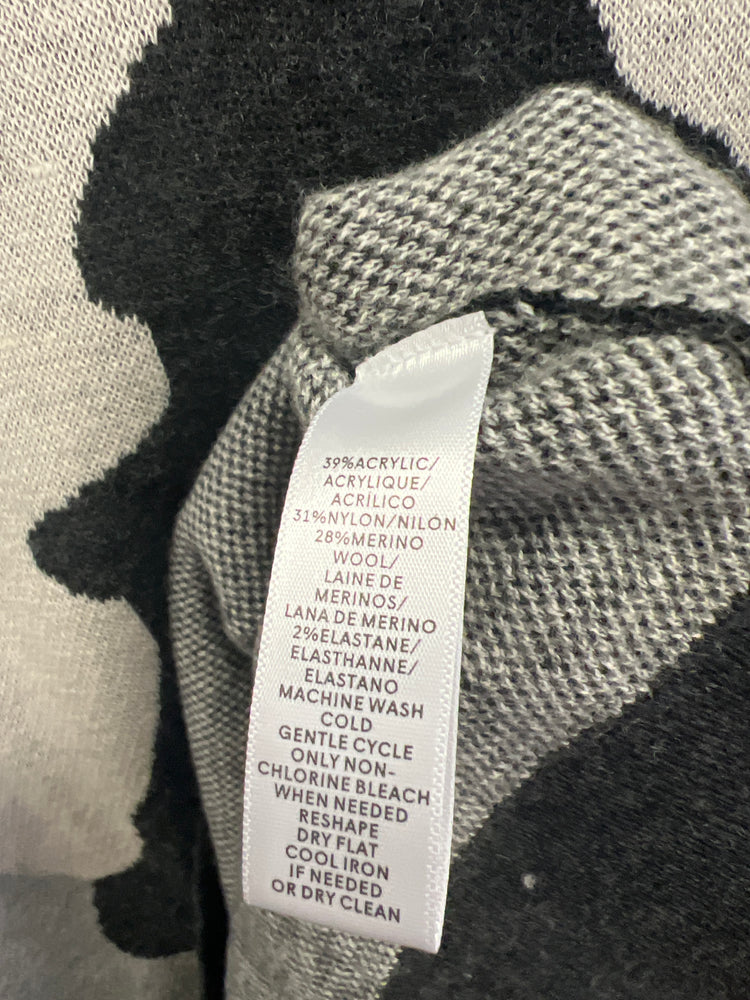 39%ACRYLIC/
ACRYLIQUE/
ACRÍLICO
31%NYLON/NILÓN
28%MERINO
WOOL/
LAINE DE
MERINOS/
LANA DE MERINO
2%ELASTANE/
ELASTHANNE/
ELASTANO
MACHINE WASH
COLD
GENTLE CYCLE
ONLY NON-
CHLORINE BLEACH
WHEN NEEDED
RESHAPE
DRY FLAT
COOL IRON
IF NEEDED
OR DRY CLEAN